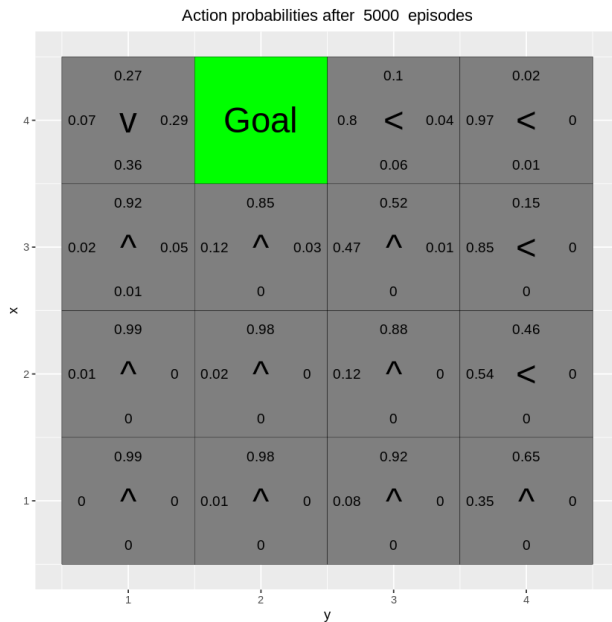 Action probabilities after 5000 episodes
0.27 0.1 0.02
4 0.07 v 0.29 Goal 0.8 < 0.04 0.97 < 0
0.36 0.06 0.01
0.92 0.85 0.52 0.15
3 0.02 ^ 0.05 0.12 ^ 0.03 0.47 ^ 0.01 0.85 < 0
0.01 0 0 0
x
0.99 0.98 0.88 0.46
2 0.01 ^ 0 0.02 ^ 0 0.12 ^ 0 0.54 < 0
0 0 0 0
0.99 0.98 0.92 0.65
1 0 ^ 0 0.01 ^ 0 0.08 ^ 0 0.35 ^ 0
0 0 0 0
1 2 3 4
y